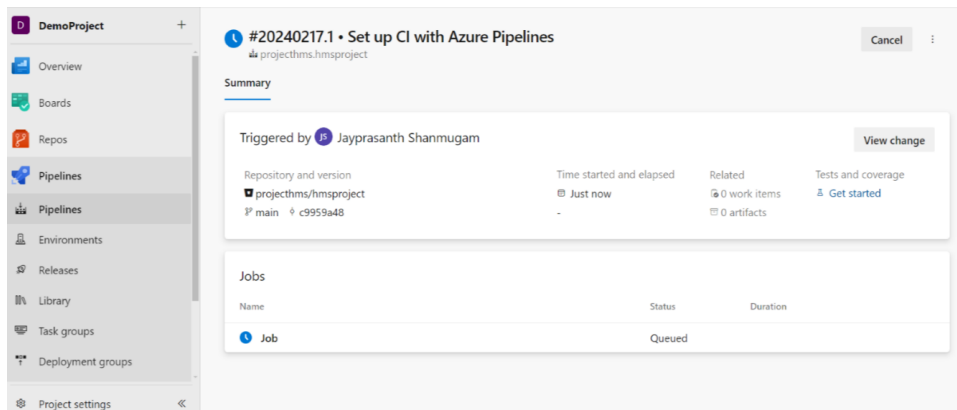 D DemoProject +
Overview
Boards
Repos
Pipelines
Pipelines
Environments
Releases
Library
Task groups
Deployment groups
Project settings
#20240217.1 • Set up CI with Azure Pipelines
projecthms.hmsproject
Cancel
Summary
Triggered by JS Jayprasanth Shanmugam
View change
Repository and version
projecthms/hmsproject
main c9959a48
Time started and elapsed
Just now
-
Related
0 work items
0 artifacts
Tests and coverage
Get started
Jobs
Name Status Duration
Job Queued